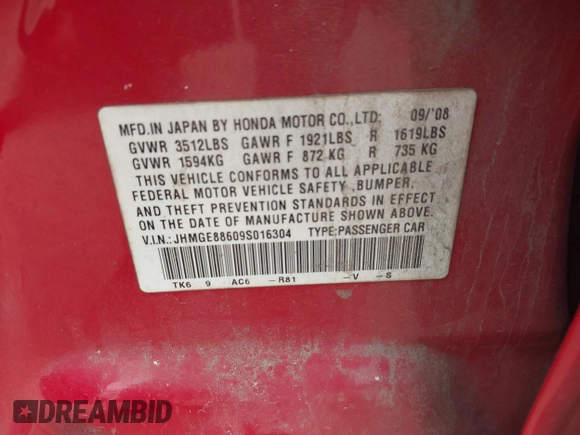 MFD.IN JAPAN BY HONDA MOTOR CO.,LTD: 09/'08
GVWR 3512LBS GAWR F 1921LBS R 1619LBS
GVWR 1594KG GAWR F 872 KG R 735 KG
THIS VEHICLE CONFORMS TO ALL APPLICABLE
FEDERAL MOTOR VEHICLE SAFETY ,BUMPER,
AND THEFT PREVENTION STANDARDS IN EFFECT
ON THE DATE OF MANUFACTURE SHOWN ABOVE.
V.I.N.:JHMGE88609S016304 TYPE:PASSENGER CAR
TK6 9 AC6 -R81 -V -S
DREAMBID